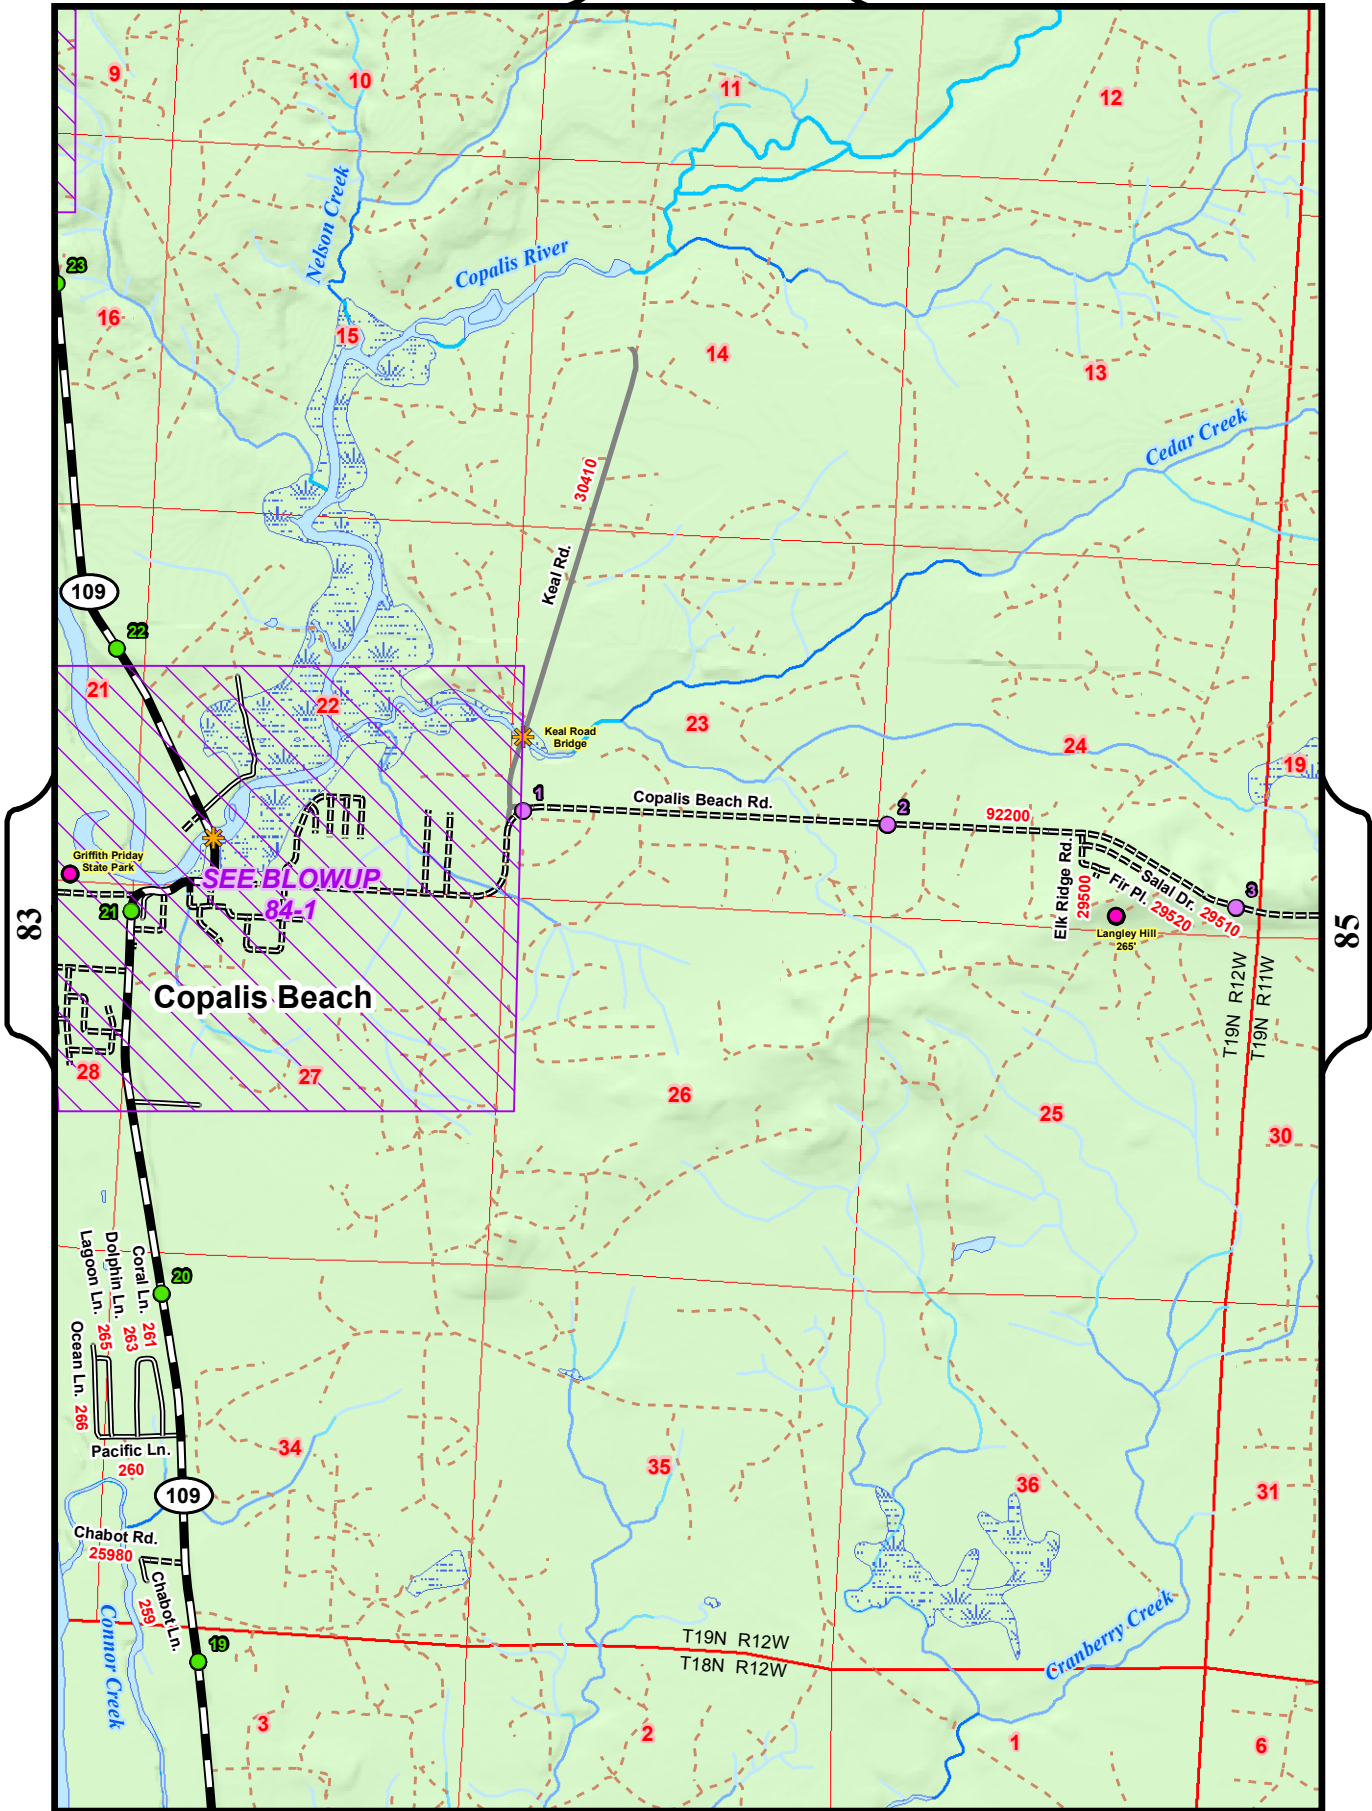 9
10
11
12
Nelson Creek
Copalis River
23
16
15
14
13
Cedar Creek
30410
Keal Rd.
109
22
21
22
23
24
19
Keal Road
Bridge
1
Copalis Beach Rd.
2
92200
Griffith Priday
State Park
SEE BLOWUP
84-1
21
Elk Ridge Rd.
29500
Salal Dr. 29510
Fir Pl. 29520
3
Langley Hill
265'
83
85
Copalis Beach
T19N R12W
T19N R11W
28
27
26
25
30
20
Lagoon Ln.
265
Dolphin Ln.
263
Coral Ln.
261
Ocean Ln. 266
Pacific Ln.
260
34
35
36
31
109
Chabot Rd.
25980
Chabot Ln.
259
Connor Creek
19
T19N R12W
T18N R12W
Cranberry Creek
3
2
1
6